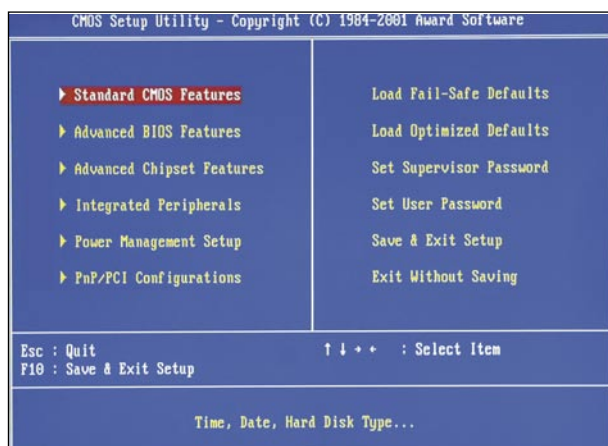 CMOS Setup Utility - Copyright (C) 1984-2001 Award Software
Standard CMOS Features
Advanced BIOS Features
Advanced Chipset Features
Integrated Peripherals
Power Management Setup
PnP/PCI Configurations
Load Fail-Safe Defaults
Load Optimized Defaults
Set Supervisor Password
Set User Password
Save & Exit Setup
Exit Without Saving
Esc : Quit
F10 : Save & Exit Setup
↑ ↓ → ← : Select Item
Time, Date, Hard Disk Type...